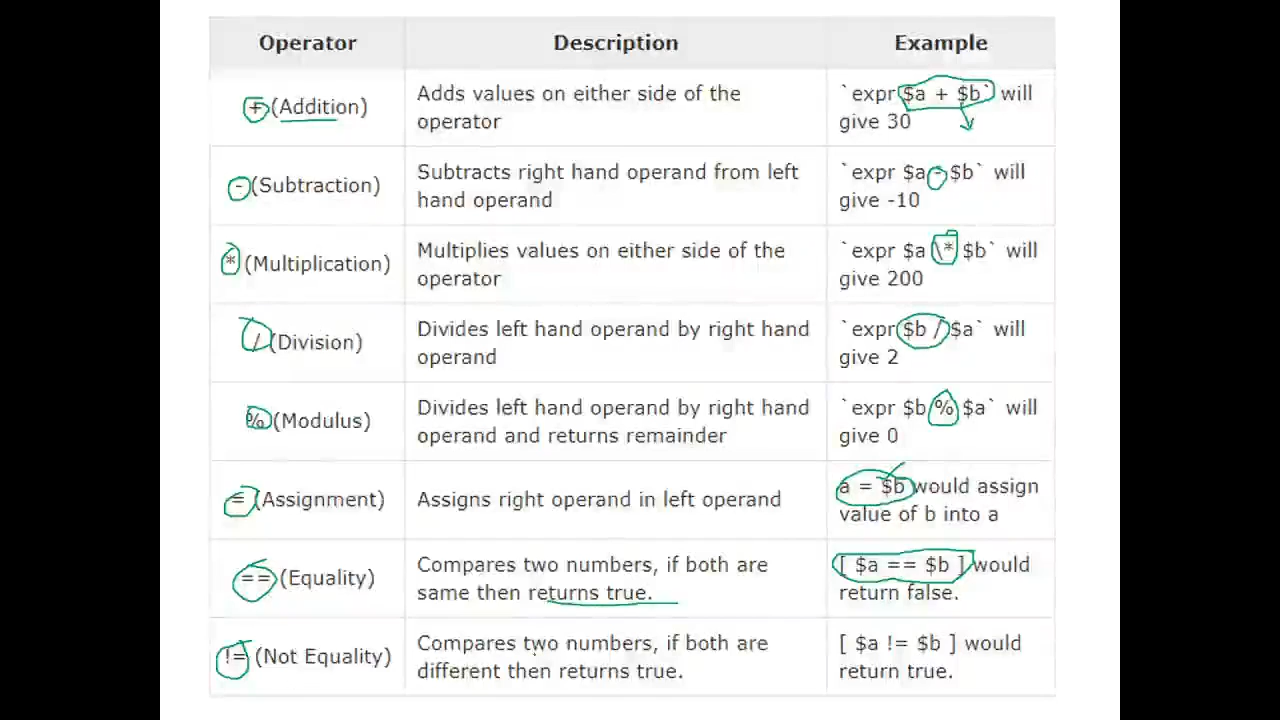 Operator Description Example
+ (Addition) Adds values on either side of the `expr $a + $b` will
operator give 30
- (Subtraction) Subtracts right hand operand from left `expr $a - $b` will
hand operand give -10
* (Multiplication) Multiplies values on either side of the `expr $a \* $b` will
operator give 200
/ (Division) Divides left hand operand by right hand `expr $b / $a` will
operand give 2
% (Modulus) Divides left hand operand by right hand `expr $b % $a` will
operand and returns remainder give 0
= (Assignment) Assigns right operand in left operand a = $b would assign
value of b into a
== (Equality) Compares two numbers, if both are [ $a == $b ] would
same then returns true. return false.
!= (Not Equality) Compares two numbers, if both are [ $a != $b ] would
different then returns true. return true.